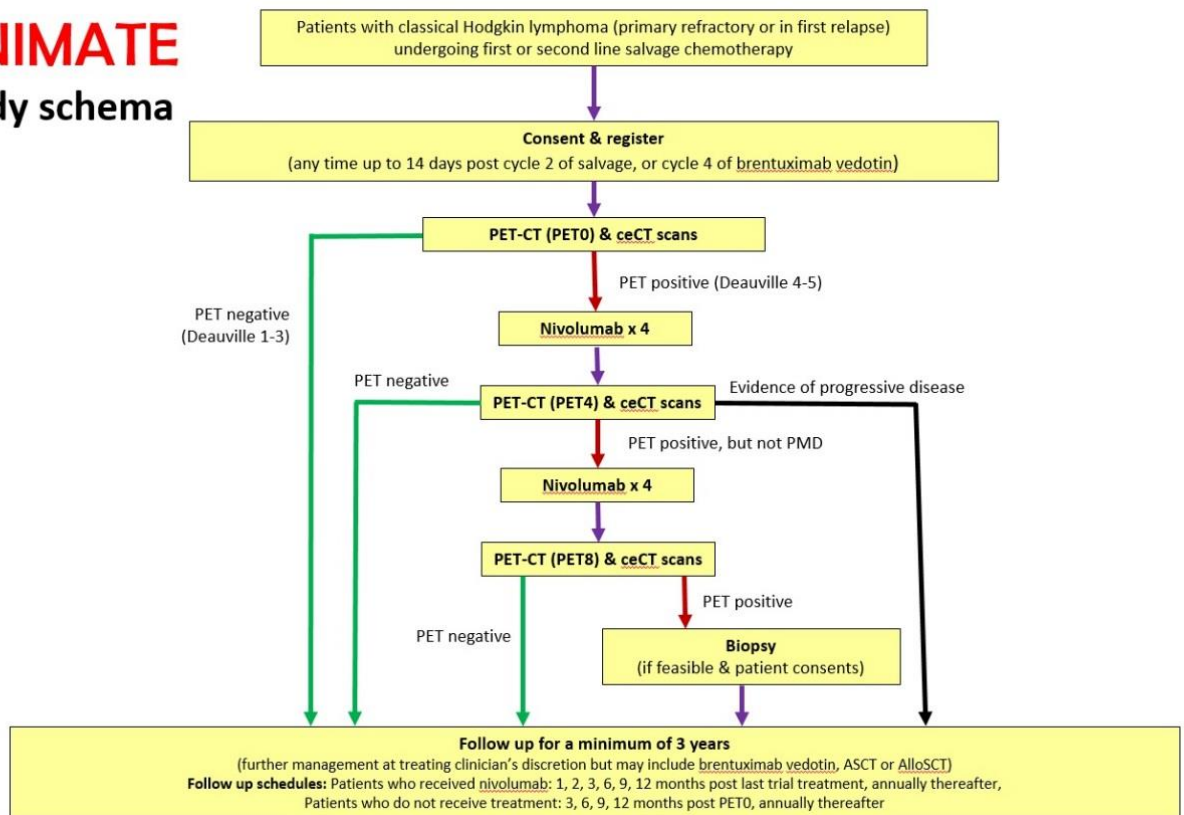 NIMATE
dy schema
Patients with classical Hodgkin lymphoma (primary refractory or in first relapse)
undergoing first or second line salvage chemotherapy
Consent & register
(any time up to 14 days post cycle 2 of salvage, or cycle 4 of brentuximab vedotin)
PET-CT (PET0) & ceCT scans
PET positive (Deauville 4-5)
PET negative
(Deauville 1-3)
Nivolumab x 4
PET negative
PET-CT (PET4) & ceCT scans
Evidence of progressive disease
PET positive, but not PMD
Nivolumab x 4
PET-CT (PET8) & ceCT scans
PET positive
PET negative
Biopsy
(if feasible & patient consents)
Follow up for a minimum of 3 years
(further management at treating clinician's discretion but may include brentuximab vedotin, ASCT or AlloSCT)
Follow up schedules: Patients who received nivolumab: 1, 2, 3, 6, 9, 12 months post last trial treatment, annually thereafter,
Patients who do not receive treatment: 3, 6, 9, 12 months post PET0, annually thereafter